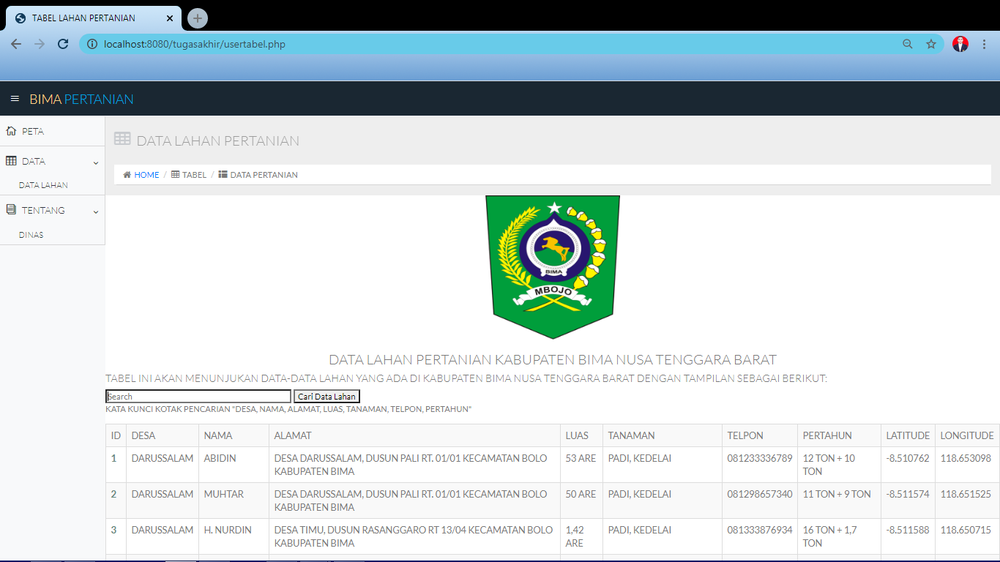 TABEL LAHAN PERTANIAN
localhost:8080/tugasakhir/usertabel.php
BIMA PERTANIAN
PETA
DATA
DATA LAHAN
TENTANG
DINAS
DATA LAHAN PERTANIAN
HOME / TABEL / DATA PERTANIAN
BIMA
MBOJO
DATA LAHAN PERTANIAN KABUPATEN BIMA NUSA TENGGARA BARAT
TABEL INI AKAN MENUNJUKAN DATA-DATA LAHAN YANG ADA DI KABUPATEN BIMA NUSA TENGGARA BARAT DENGAN TAMPILAN SEBAGAI BERIKUT:
Search Cari Data Lahan
KATA KUNCI KOTAK PENCARIAN "DESA, NAMA, ALAMAT, LUAS, TANAMAN, TELPON, PERTAHUN"
ID DESA NAMA ALAMAT LUAS TANAMAN TELPON PERTAHUN LATITUDE LONGITUDE
1 DARUSSALAM ABIDIN DESA DARUSSALAM, DUSUN PALI RT. 01/01 KECAMATAN BOLO 53 ARE PADI, KEDELAI 081233336789 12 TON + 10 -8.510762 118.653098
KABUPATEN BIMA TON
2 DARUSSALAM MUHTAR DESA DARUSSALAM, DUSUN PALI RT. 01/01 KECAMATAN BOLO 50 ARE PADI, KEDELAI 081298657340 11 TON + 9 TON -8.511574 118.651525
KABUPATEN BIMA
3 DARUSSALAM H. NURDIN DESA TIMU, DUSUN RASANGGARO RT 13/04 KECAMATAN BOLO 1,42 PADI, KEDELAI 081333876934 16 TON + 1,7 -8.511588 118.650715
KABUPATEN BIMA ARE TON